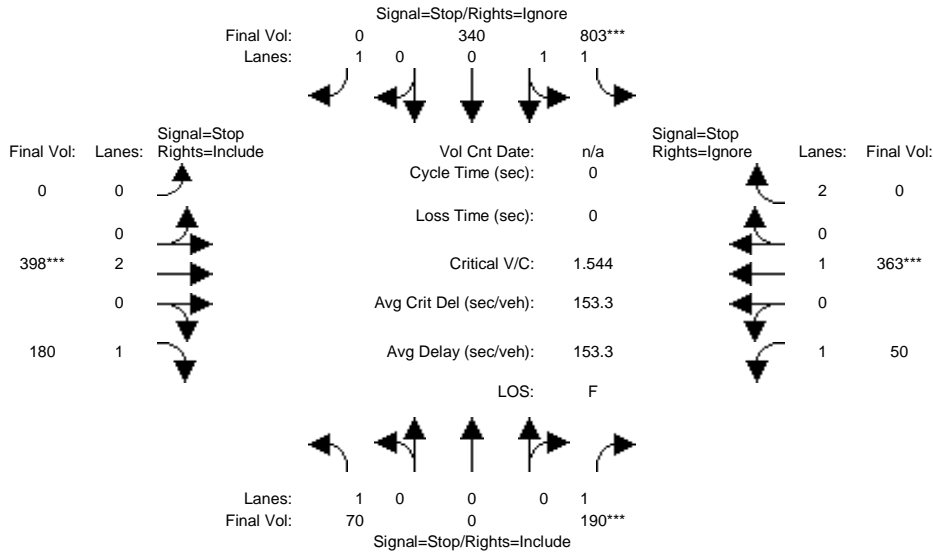 Signal=Stop/Rights=Ignore
Final Vol: 0 340 803***
Lanes: 1 0 0 1 1
Signal=Stop Signal=Stop
Final Vol: Lanes: Rights=Include Vol Cnt Date: n/a Rights=Ignore Lanes: Final Vol:
Cycle Time (sec): 0
0 0 2 0
Loss Time (sec): 0
0 0
398*** 2 Critical V/C: 1.544 1 363***
0 Avg Crit Del (sec/veh): 153.3 0
180 1 Avg Delay (sec/veh): 153.3 1 50
LOS: F
Lanes: 1 0 0 0 1
Final Vol: 70 0 190***
Signal=Stop/Rights=Include